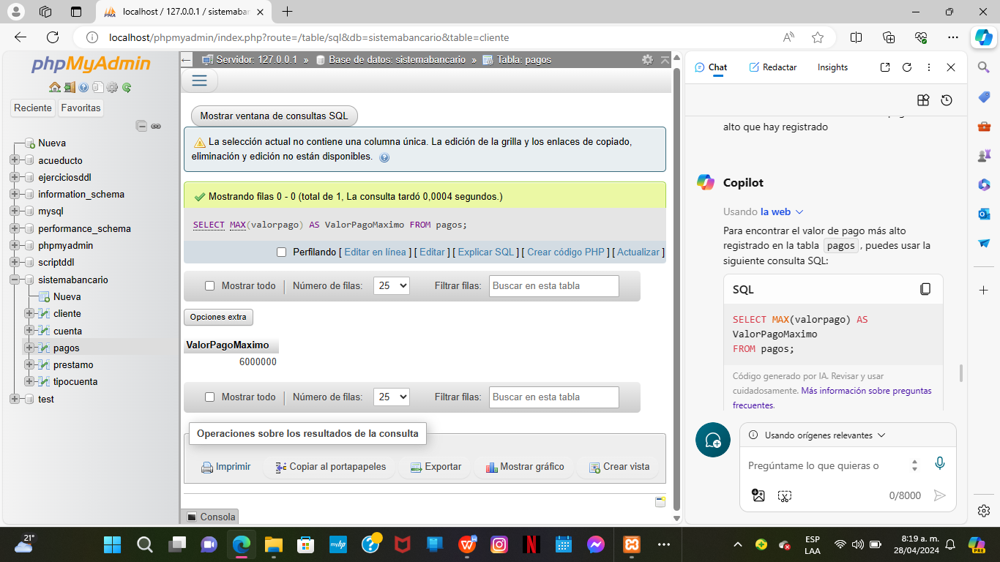 localhost / 127.0.0.1 / sistemaban
localhost/phpmyadmin/index.php?route=/table/sql&db=sistemabancario&table=cliente
phpMyAdmin
Reciente
Favoritas
Nueva
acueducto
ejerciciosddl
information_schema
mysql
performance_schema
phpmyadmin
scriptddl
sistemabancario
Nueva
cliente
cuenta
pagos
prestamo
tipocuenta
test
Servidor: 127.0.0.1 » Base de datos: sistemabancario » Tabla: pagos
Mostrar ventana de consultas SQL
La selección actual no contiene una columna única. La edición de la grilla y los enlaces de copiado,
eliminación y edición no están disponibles.
Mostrando filas 0 - 0 (total de 1, La consulta tardó 0,0004 segundos.)
SELECT MAX(valorpago) AS ValorPagoMaximo FROM pagos;
Perfilando [ Editar en línea ] [ Editar ] [ Explicar SQL ] [ Crear código PHP ] [ Actualizar ]
Mostrar todo | Número de filas: 25 Filtrar filas: Buscar en esta tabla
Opciones extra
ValorPagoMaximo
6000000
Mostrar todo | Número de filas: 25 Filtrar filas: Buscar en esta tabla
Operaciones sobre los resultados de la consulta
Imprimir Copiar al portapapeles Exportar Mostrar gráfico Crear vista
Consola
Chat Redactar Insights
alto que hay registrado
Copilot
Usando la web
Para encontrar el valor de pago más alto
registrado en la tabla pagos, puedes usar la
siguiente consulta SQL:
SQL
SELECT MAX(valorpago) AS
ValorPagoMaximo
FROM pagos;
Código generado por IA. Revisar y usar
cuidadosamente. Más información sobre preguntas
frecuentes.
Usando orígenes relevantes
Pregúntame lo que quieras o
0/8000
21°
ESP
LAA
8:19 a. m.
28/04/2024
PRE